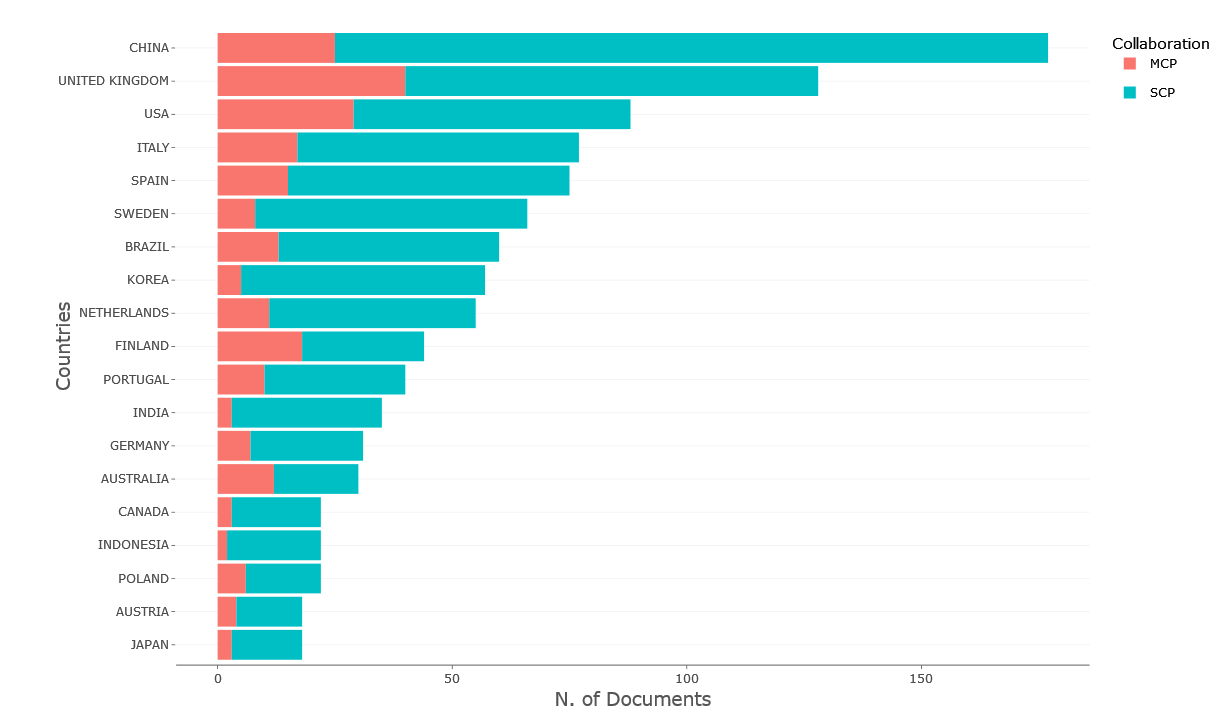 Collaboration
MCP
SCP
Countries
CHINA
UNITED KINGDOM
USA
ITALY
SPAIN
SWEDEN
BRAZIL
KOREA
NETHERLANDS
FINLAND
PORTUGAL
INDIA
GERMANY
AUSTRALIA
CANADA
INDONESIA
POLAND
AUSTRIA
JAPAN
0 50 100 150
N. of Documents